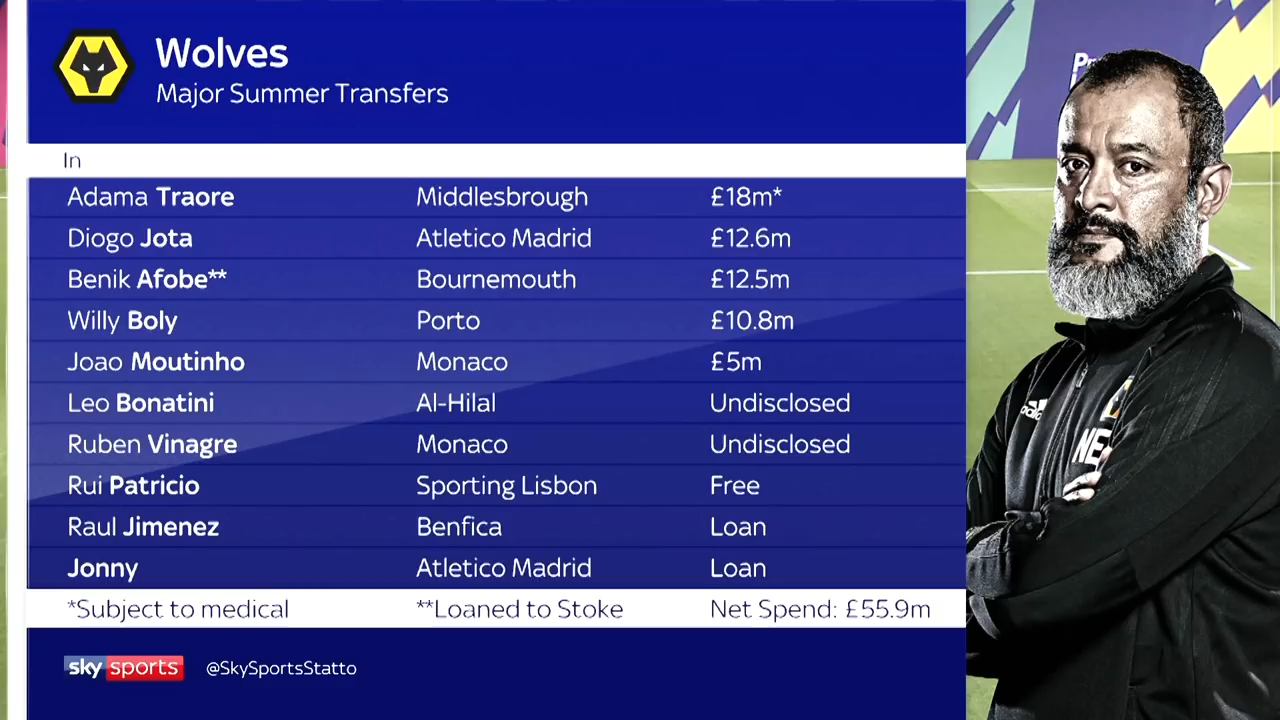 Wolves
Major Summer Transfers
In
Adama Traore Middlesbrough £18m*
Diogo Jota Atletico Madrid £12.6m
Benik Afobe** Bournemouth £12.5m
Willy Boly Porto £10.8m
Joao Moutinho Monaco £5m
Leo Bonatini Al-Hilal Undisclosed
Ruben Vinagre Monaco Undisclosed
Rui Patricio Sporting Lisbon Free
Raul Jimenez Benfica Loan
Jonny Atletico Madrid Loan
*Subject to medical **Loaned to Stoke Net Spend: £55.9m
sky sports @SkySportsStatto